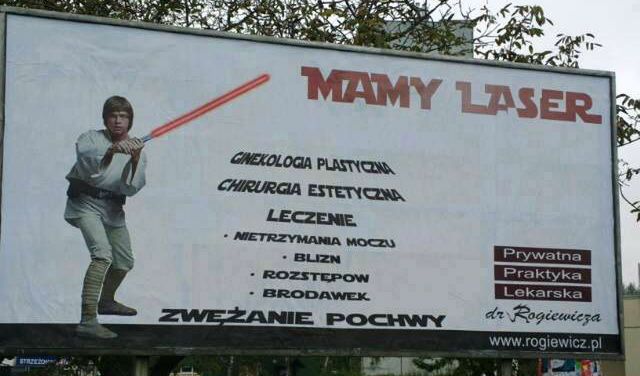 MAMY LASER
GINEKOLOGIA PLASTYCZNA
CHIRURGIA ESTETYCZNA
LECZENIE
• NIETRZYMANIA MOCZU
• BLIZN
• ROZSTĘPÓW
• BRODAWEK
ZWĘŻANIE POCHWY
Prywatna
Praktyka
Lekarska
dr Rogiewicza
www.rogiewicz.pl